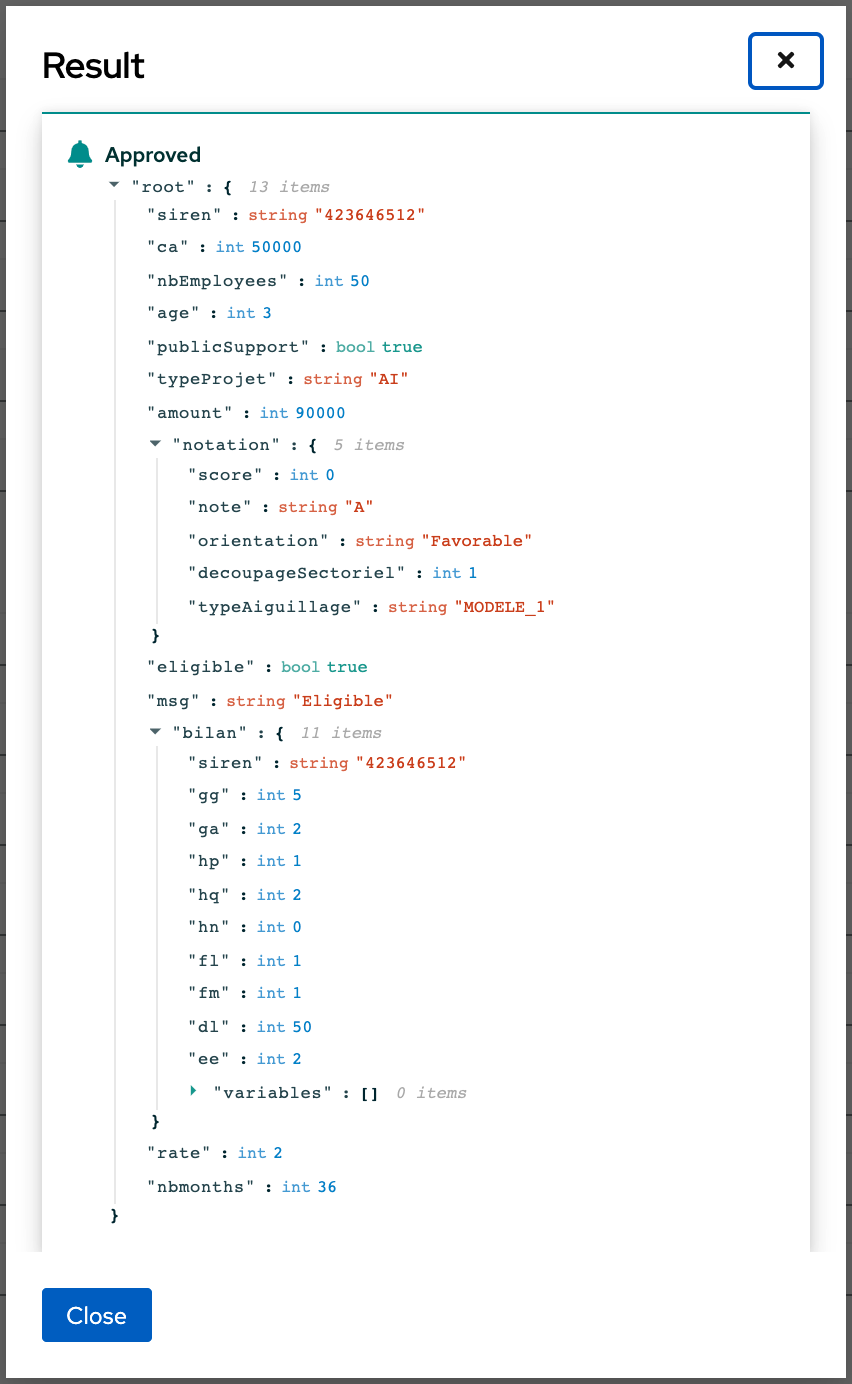 Result
Approved
"root" : { 13 items
"siren" : string "423646512"
"ca" : int 50000
"nbEmployees" : int 50
"age" : int 3
"publicSupport" : bool true
"typeProjet" : string "AI"
"amount" : int 90000
"notation" : { 5 items
"score" : int 0
"note" : string "A"
"orientation" : string "Favorable"
"decoupageSectoriel" : int 1
"typeAiguillage" : string "MODELE_1"
}
"eligible" : bool true
"msg" : string "Eligible"
"bilan" : { 11 items
"siren" : string "423646512"
"gg" : int 5
"ga" : int 2
"hp" : int 1
"hq" : int 2
"hn" : int 0
"fl" : int 1
"fm" : int 1
"dl" : int 50
"ee" : int 2
"variables" : [] 0 items
}
"rate" : int 2
"nbmonths" : int 36
}
Close